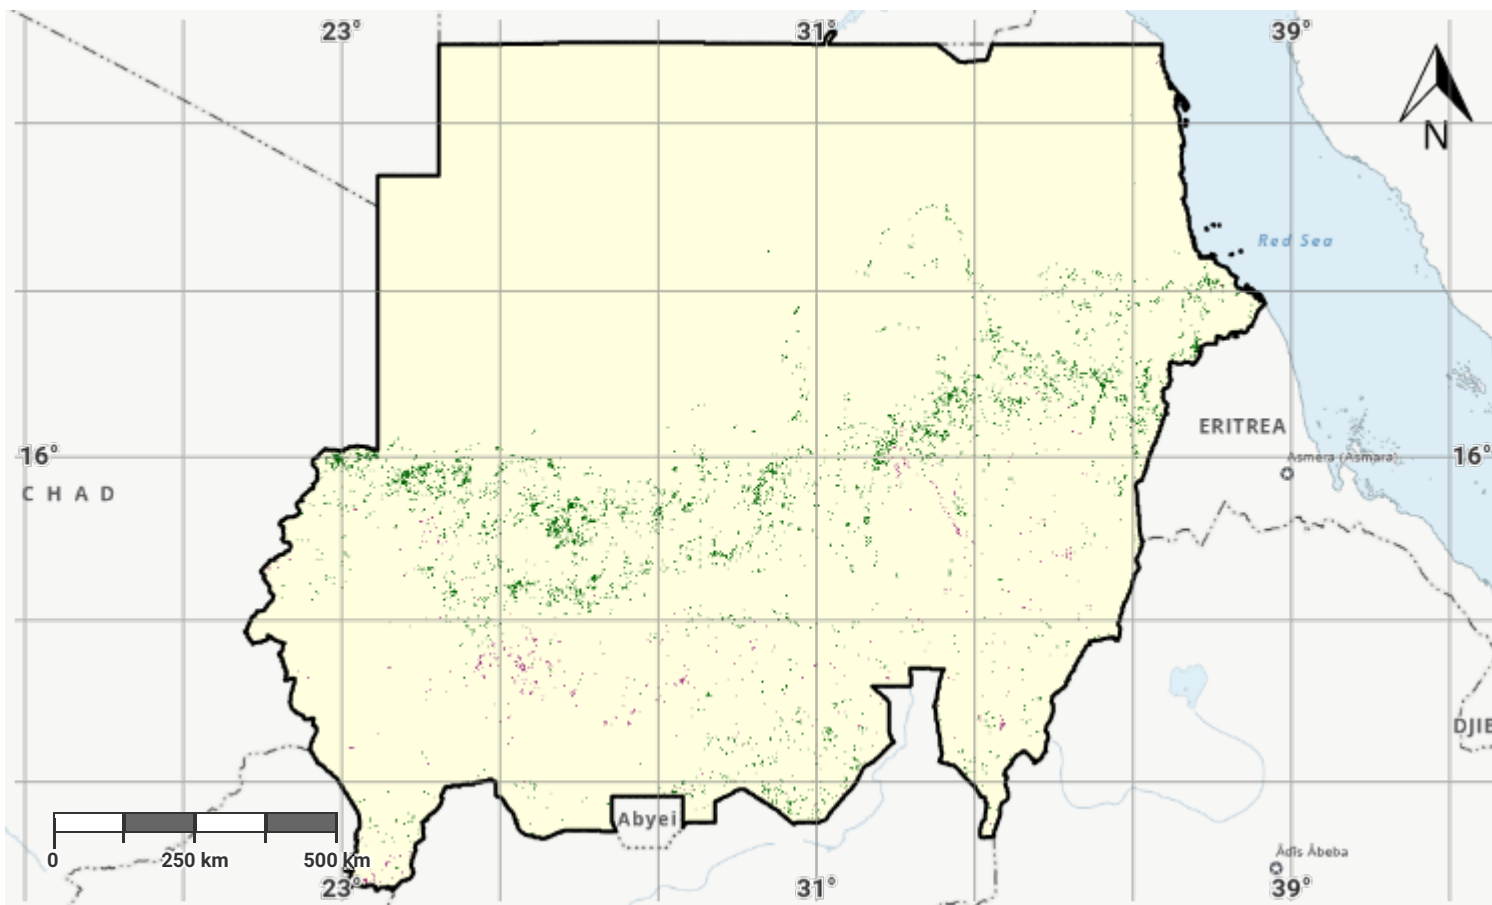 23° 31° 39°
N
Red Sea
ERITREA
16° 16°
Asmera (Asmara)
CHAD
DJIB
Abyei
0 250 km 500 km
Ādīs Ābeba
23° 31° 39°